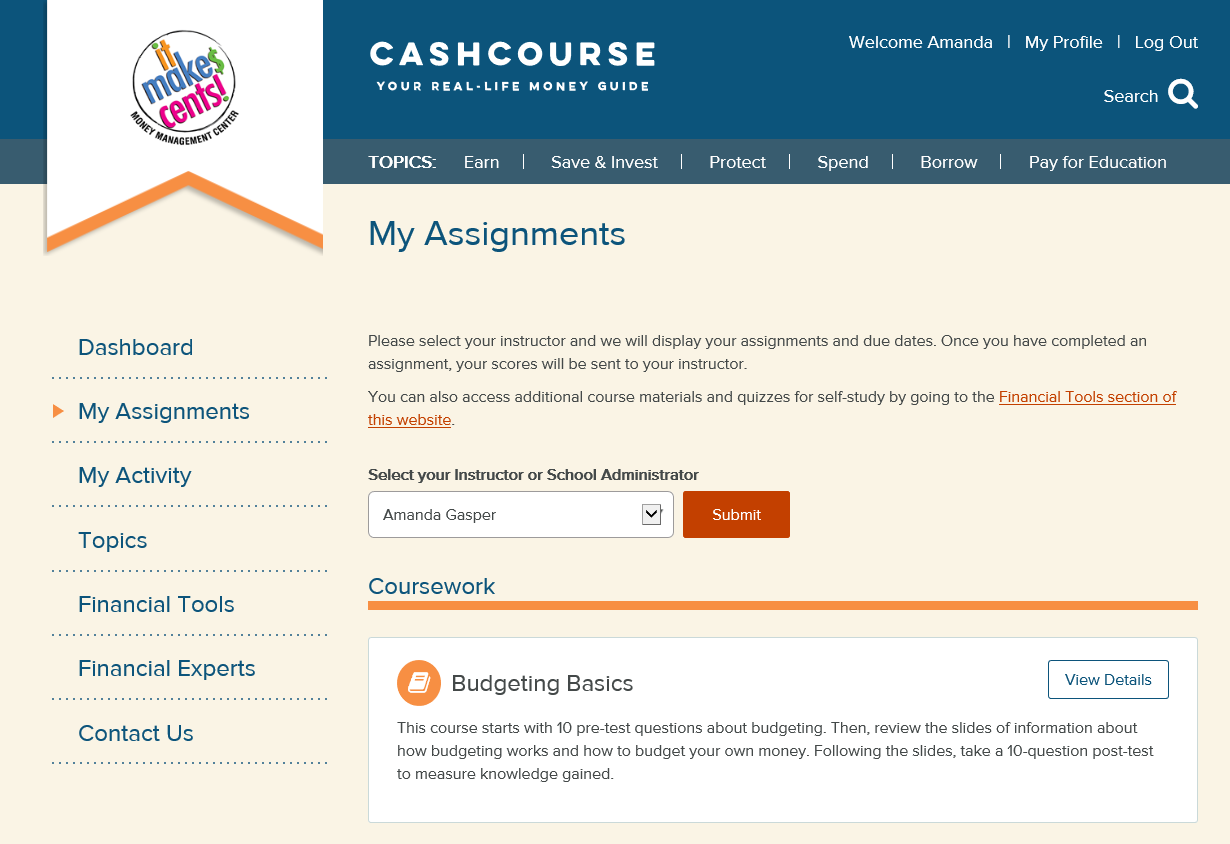 it
make$
cents!
MONEY MANAGEMENT CENTER
CASHCOURSE
YOUR REAL-LIFE MONEY GUIDE
Welcome Amanda | My Profile | Log Out
Search
TOPICS: Earn | Save & Invest | Protect | Spend | Borrow | Pay for Education
My Assignments
Dashboard
My Assignments
My Activity
Topics
Financial Tools
Financial Experts
Contact Us
Please select your instructor and we will display your assignments and due dates. Once you have completed an
assignment, your scores will be sent to your instructor.
You can also access additional course materials and quizzes for self-study by going to the Financial Tools section of
this website.
Select your Instructor or School Administrator
Amanda Gasper
Submit
Coursework
Budgeting Basics
View Details
This course starts with 10 pre-test questions about budgeting. Then, review the slides of information about
how budgeting works and how to budget your own money. Following the slides, take a 10-question post-test
to measure knowledge gained.